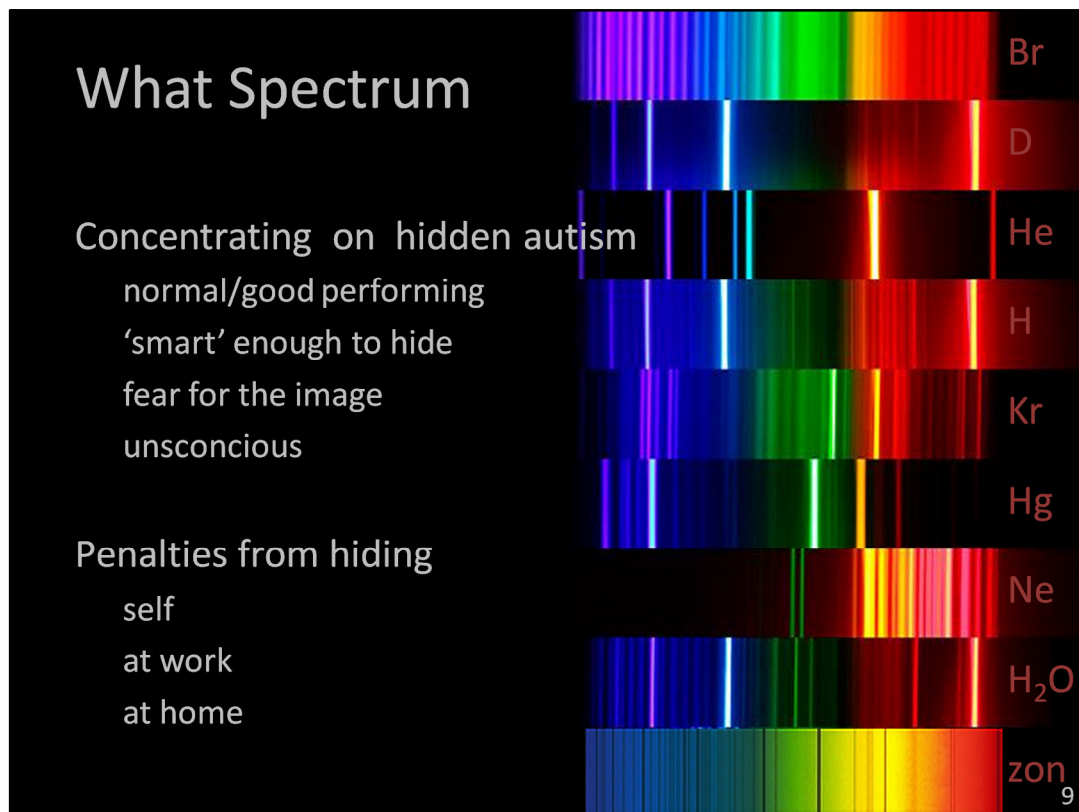 What Spectrum
Concentrating on hidden autism
normal/good performing
‘smart’ enough to hide
fear for the image
unsconcious
Penalties from hiding
self
at work
at home
Br
D
He
H
Kr
Hg
Ne
H₂O
zon
9